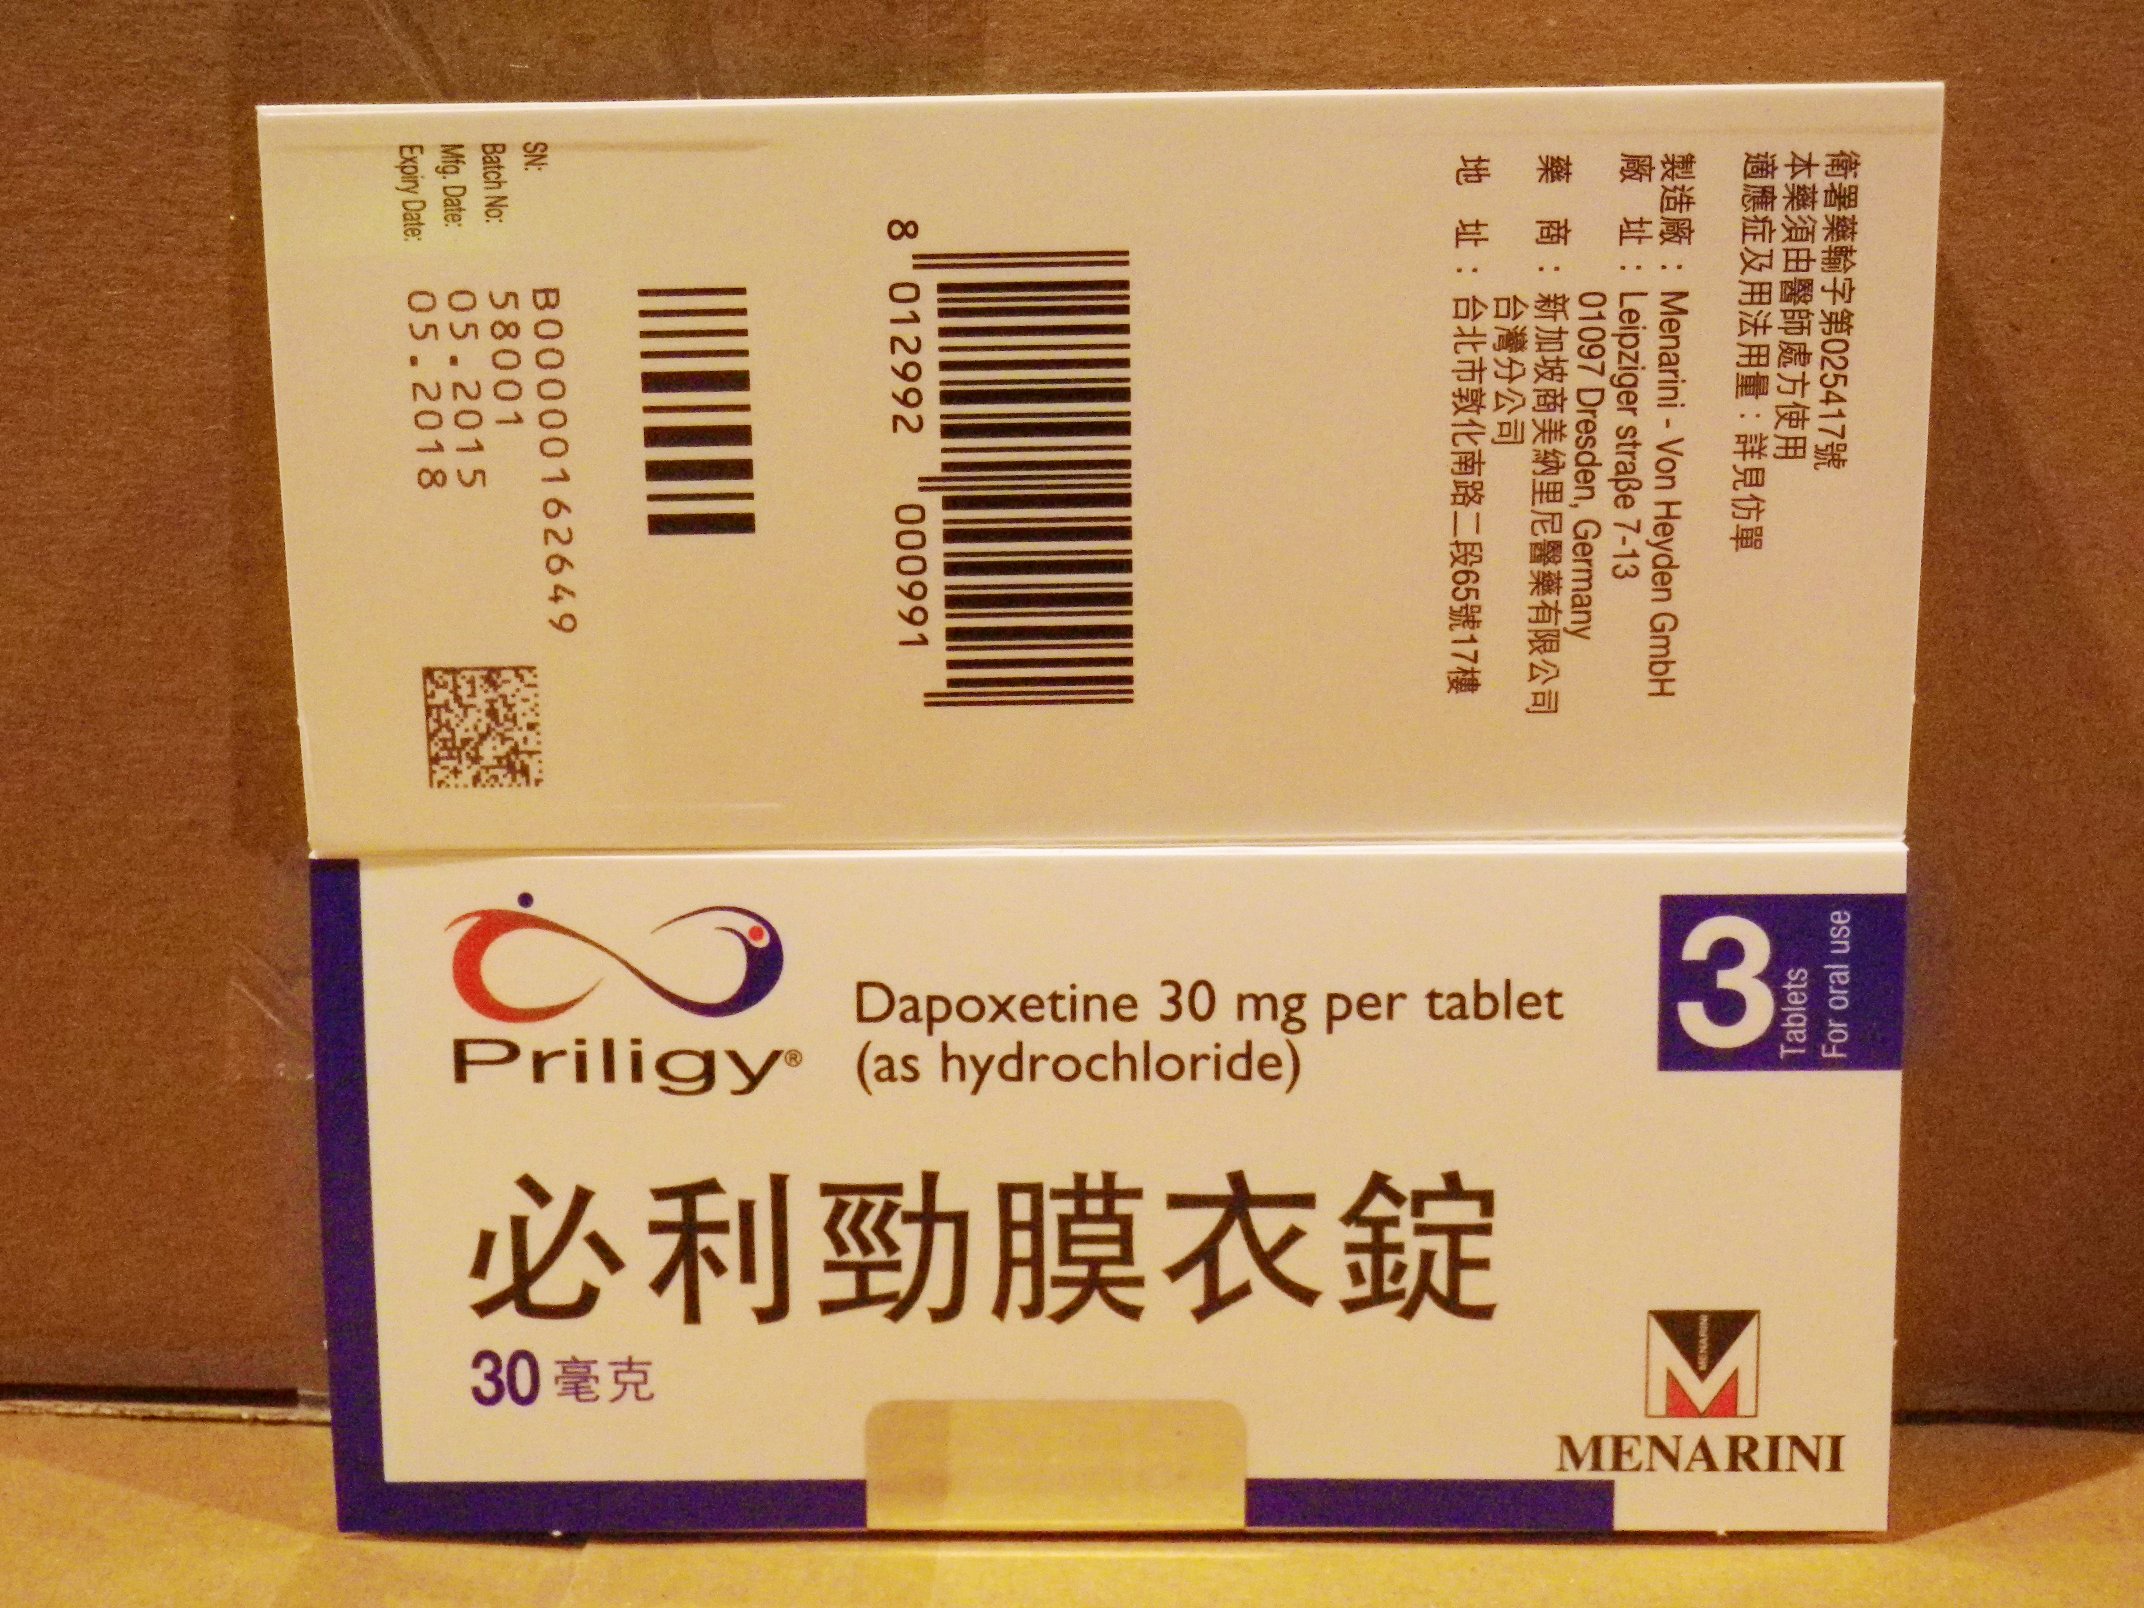 衛署藥輸字第025417號
本藥須由醫師處方使用
適應症及用法用量：詳見仿單
製造廠：Menarini - Von Heyden GmbH
廠 址：Leipziger straße 7-13
01097 Dresden, Germany
藥 商：新加坡商美納里尼醫藥有限公司
台灣分公司
地 址：台北市敦化南路二段65號17樓
8 012992 000991
SN: B00000162649
Batch No: 58001
Mfg. Date: 05.2015
Expiry Date: 05.2018
Priligy®
Dapoxetine 30 mg per tablet
(as hydrochloride)
3
Tablets
For oral use
必利勁膜衣錠
30毫克
MENARINI
MENARINI